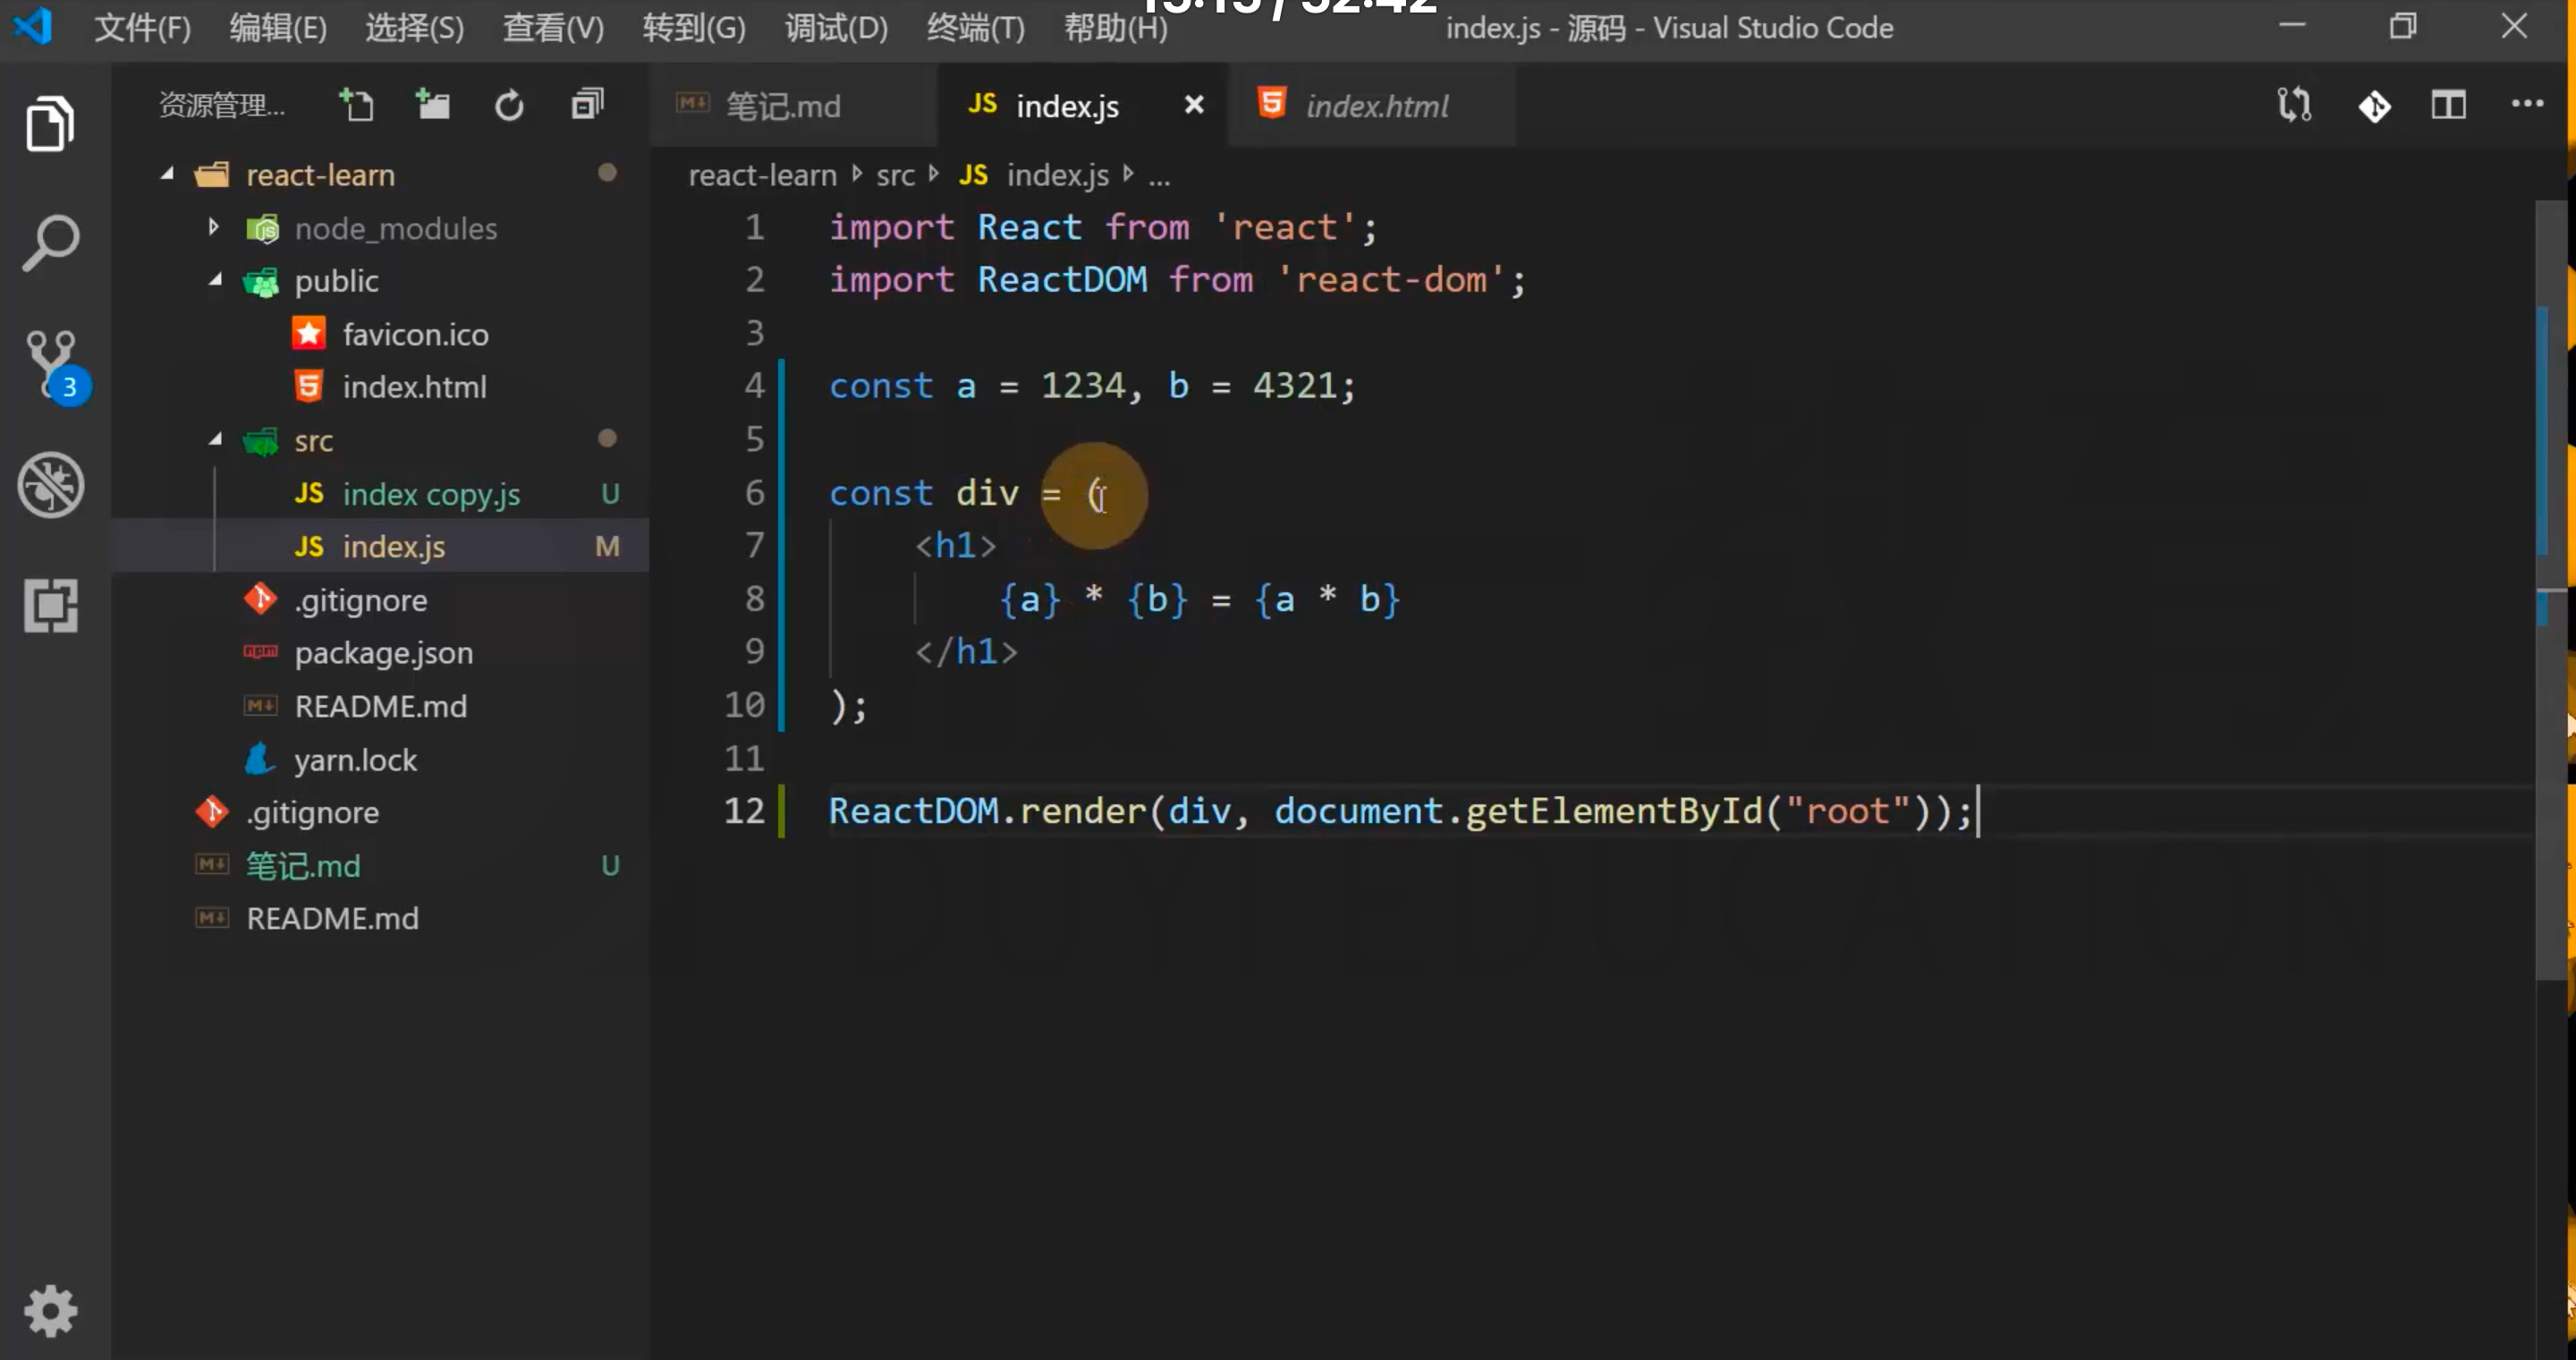 文件(F) 编辑(E) 选择(S) 查看(V) 转到(G) 调试(D) 终端(T) 帮助(H) index.js - 源码 - Visual Studio Code
资源管理...
react-learn
node_modules
public
favicon.ico
index.html
src
JS index copy.js U
JS index.js M
.gitignore
package.json
README.md
yarn.lock
.gitignore
笔记.md U
README.md
3
笔记.md JS index.js index.html
react-learn src JS index.js ...
1 import React from 'react';
2 import ReactDOM from 'react-dom';
3
4 const a = 1234, b = 4321;
5
6 const div = (
7 <h1>
8 {a} * {b} = {a * b}
9 </h1>
10 );
11
12 ReactDOM.render(div, document.getElementById("root"));
DUYI EDUCATION